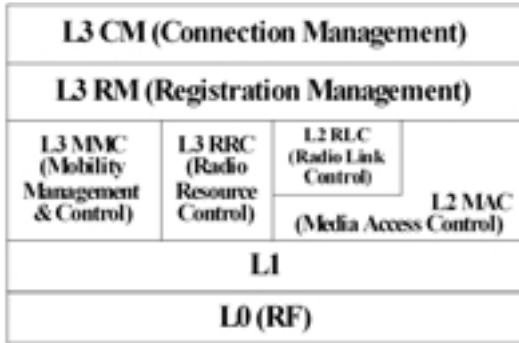 L3 CM (Connection Management)
L3 RM (Registration Management)
L3 MMC
(Mobility
Management
& Control)
L3 RRC
(Radio
Resource
Control)
L2 RLC
(Radio Link
Control)
L2 MAC
(Media Access Control)
L1
L0 (RF)